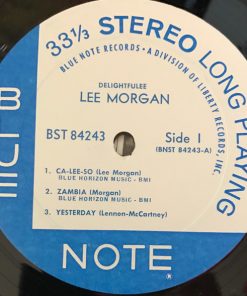 33⅓ STEREO LONG PLAYING
BLUE NOTE RECORDS • A DIVISION OF LIBERTY RECORDS, INC.
DELIGHTFULEE
LEE MORGAN
BST 84243
Side 1
(BNST 84243-A)
1. CA-LEE-SO (Lee Morgan)
BLUE HORIZON MUSIC - BMI
2. ZAMBIA (Morgan)
BLUE HORIZON MUSIC - BMI
3. YESTERDAY (Lennon-McCartney)
BLUE
NOTE